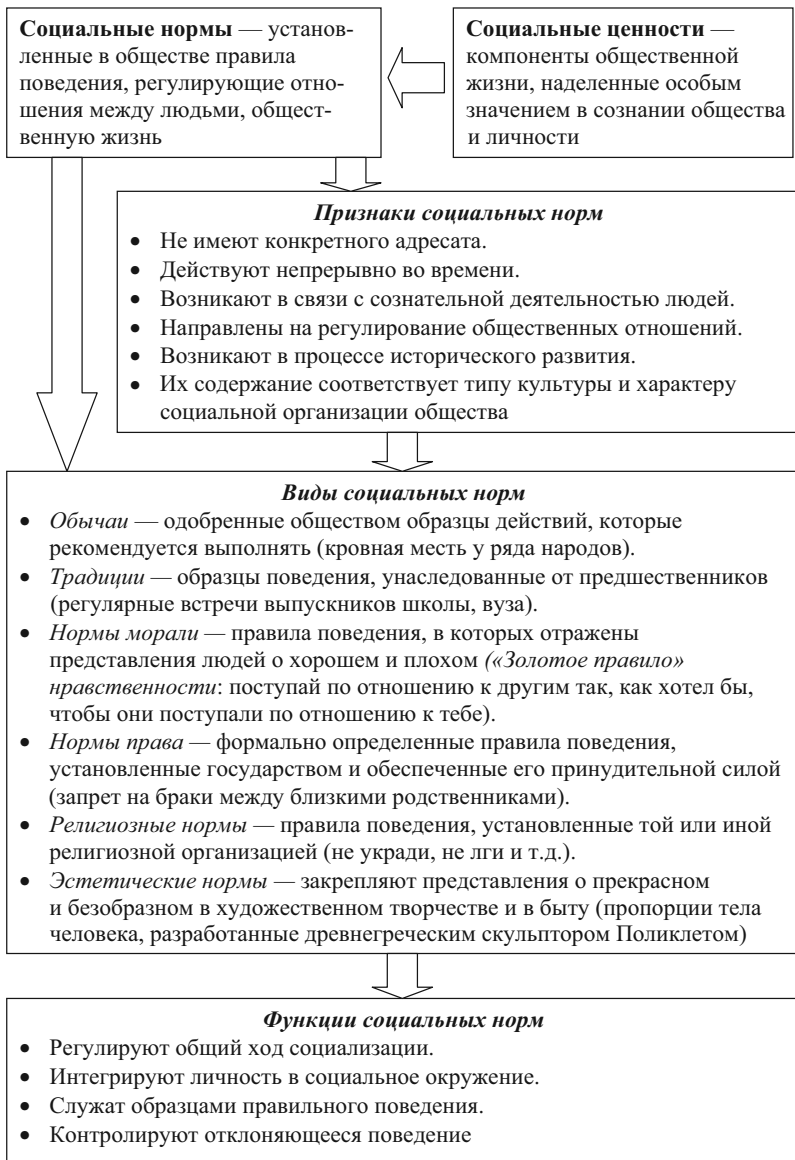 Социальные нормы — установ-
ленные в обществе правила
поведения, регулирующие отно-
шения между людьми, общест-
венную жизнь
Социальные ценности —
компоненты общественной
жизни, наделенные особым
значением в сознании общества
и личности
Признаки социальных норм
• Не имеют конкретного адресата.
• Действуют непрерывно во времени.
• Возникают в связи с сознательной деятельностью людей.
• Направлены на регулирование общественных отношений.
• Возникают в процессе исторического развития.
• Их содержание соответствует типу культуры и характеру
социальной организации общества
Виды социальных норм
• Обычаи — одобренные обществом образцы действий, которые
рекомендуется выполнять (кровная месть у ряда народов).
• Традиции — образцы поведения, унаследованные от предшественников
(регулярные встречи выпускников школы, вуза).
• Нормы морали — правила поведения, в которых отражены
представления людей о хорошем и плохом («Золотое правило»
нравственности: поступай по отношению к другим так, как хотел бы,
чтобы они поступали по отношению к тебе).
• Нормы права — формально определенные правила поведения,
установленные государством и обеспеченные его принудительной силой
(запрет на браки между близкими родственниками).
• Религиозные нормы — правила поведения, установленные той или иной
религиозной организацией (не укради, не лги и т.д.).
• Эстетические нормы — закрепляют представления о прекрасном
и безобразном в художественном творчестве и в быту (пропорции тела
человека, разработанные древнегреческим скульптором Поликлетом)
Функции социальных норм
• Регулируют общий ход социализации.
• Интегрируют личность в социальное окружение.
• Служат образцами правильного поведения.
• Контролируют отклоняющееся поведение